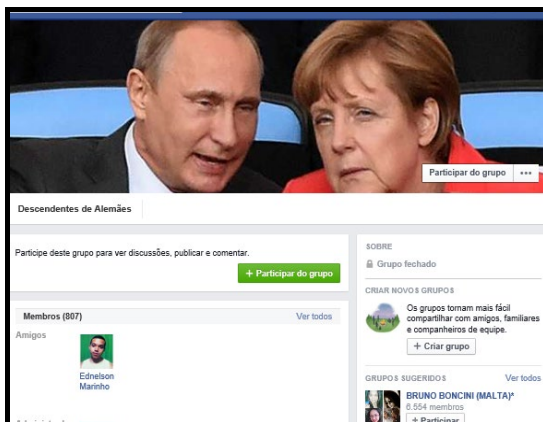 Participar do grupo
Descendentes de Alemães
Participe deste grupo para ver discussões, publicar e comentar.
+ Participar do grupo
Membros (807)
Ver todos
Amigos
Ednelson
Marinho
SOBRE
Grupo fechado
CRIAR NOVOS GRUPOS
Os grupos tornam mais fácil
compartilhar com amigos, familiares
e companheiros de equipe.
+ Criar grupo
GRUPOS SUGERIDOS
Ver todos
BRUNO BONCINI (MALTA)*
6.554 membros
+ Participar